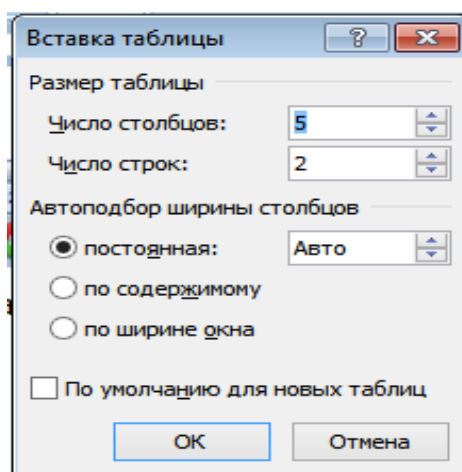 Вставка таблицы
Размер таблицы
Число столбцов: 5
Число строк: 2
Автоподбор ширины столбцов
постоянная: Авто
по содержимому
по ширине окна
По умолчанию для новых таблиц
ОК Отмена